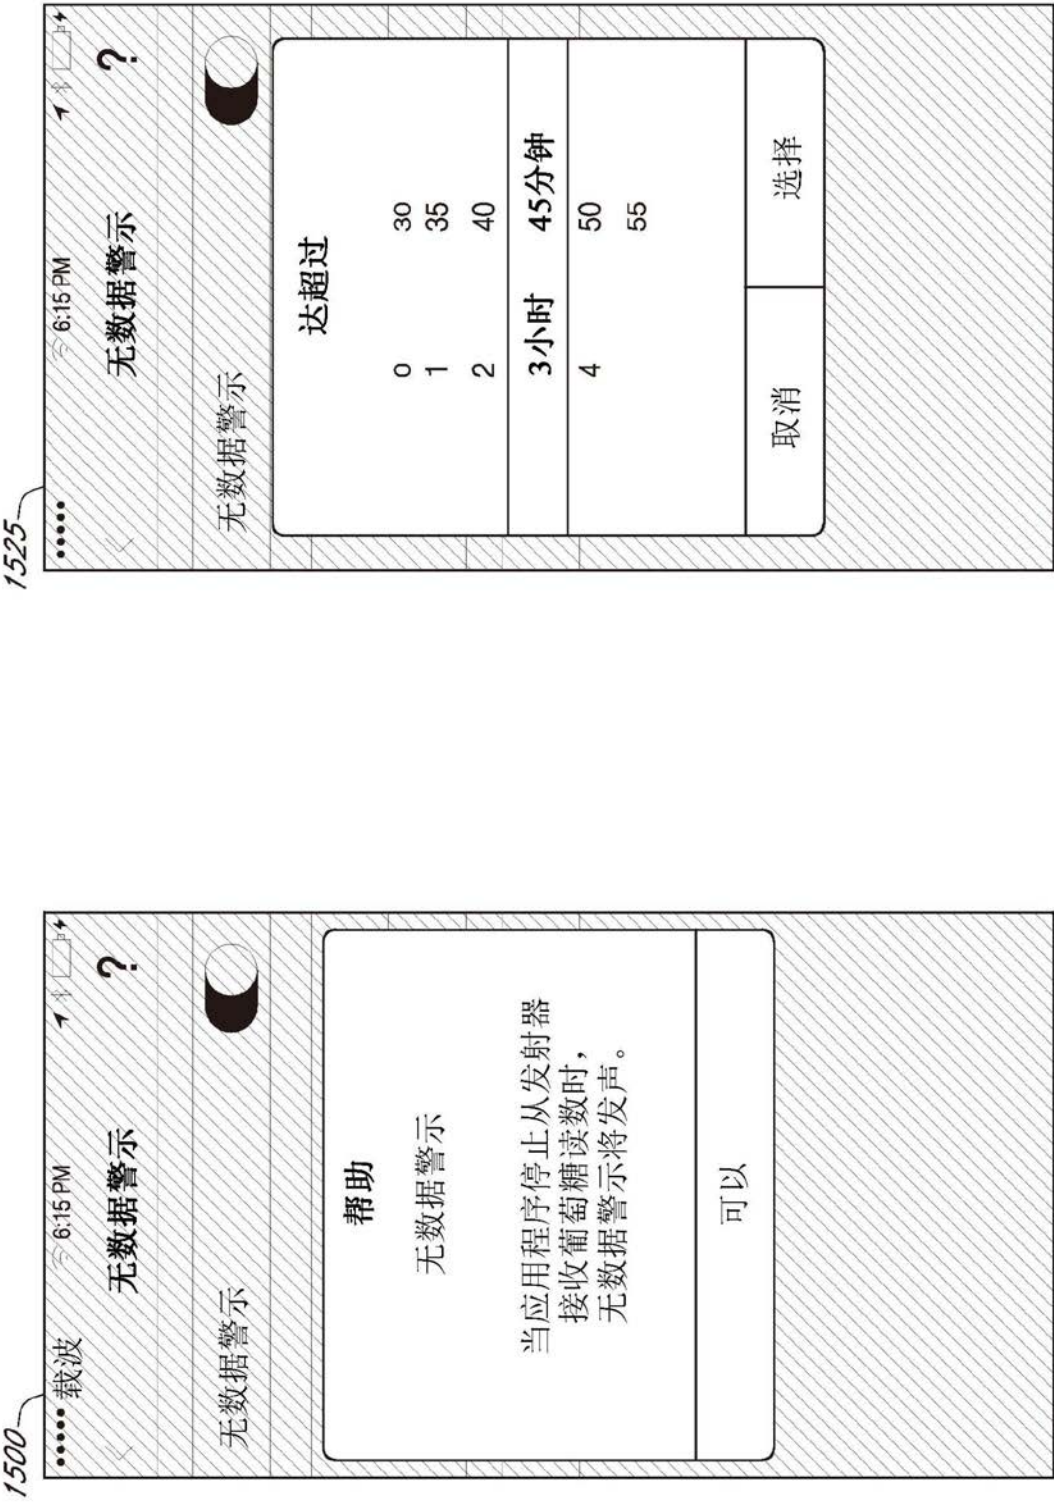 1500
载波 6:15 PM
无数据警示 ?
无数据警示
帮助
无数据警示
当应用程序停止从发射器
接收葡萄糖读数时，
无数据警示将发声。
可以
1525
6:15 PM
无数据警示 ?
无数据警示
达超过
0 30
1 35
2 40
3小时 45分钟
4 50
55
取消 选择